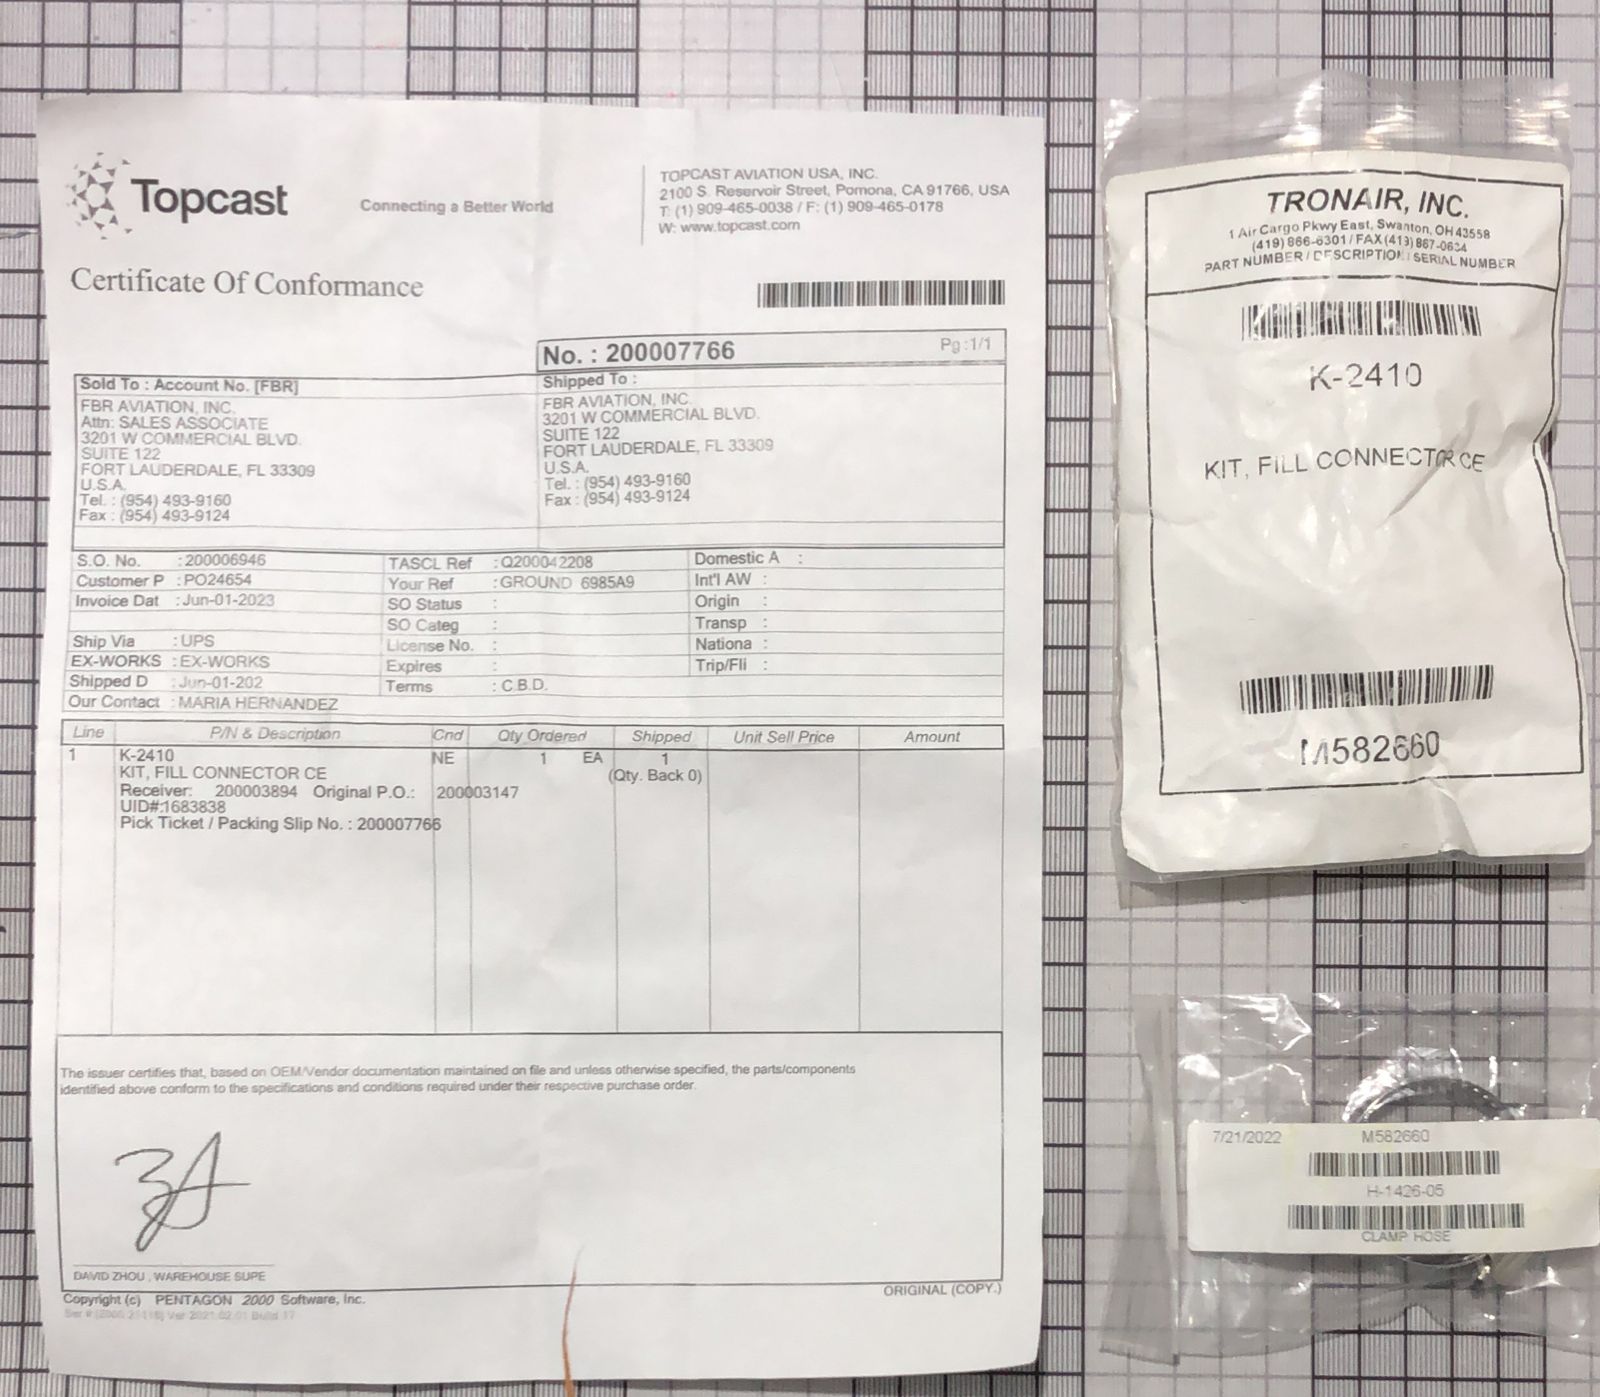 Topcast
Connecting a Better World
TOPCAST AVIATION USA, INC.
2100 S. Reservoir Street, Pomona, CA 91766, USA
T: (1) 909-465-0038 / F: (1) 909-465-0178
W: www.topcast.com
Certificate Of Conformance
No. : 200007766 Pg :1/1
Sold To : Account No. [FBR]
FBR AVIATION, INC.
Attn: SALES ASSOCIATE
3201 W COMMERCIAL BLVD.
SUITE 122
FORT LAUDERDALE, FL 33309
U.S.A.
Tel. : (954) 493-9160
Fax : (954) 493-9124
Shipped To :
FBR AVIATION, INC.
3201 W COMMERCIAL BLVD.
SUITE 122
FORT LAUDERDALE, FL 33309
U.S.A.
Tel. : (954) 493-9160
Fax : (954) 493-9124
S.O. No. : 200006946
Customer P : PO24654
Invoice Dat : Jun-01-2023
Ship Via : UPS
EX-WORKS : EX-WORKS
Shipped D : Jun-01-202
Our Contact : MARIA HERNANDEZ
TASCL Ref : Q200042208
Your Ref : GROUND 6985A9
SO Status :
SO Categ :
License No. :
Expires :
Terms : C.B.D.
Domestic A :
Int'l AW :
Origin :
Transp :
Nationa :
Trip/Fli :
Line P/N & Description Cnd Qty Ordered Shipped Unit Sell Price Amount
1 K-2410 NE 1 EA 1
KIT, FILL CONNECTOR CE (Qty. Back 0)
Receiver: 200003894 Original P.O.: 200003147
UID#:1683838
Pick Ticket / Packing Slip No. : 200007766
The issuer certifies that, based on OEM/Vendor documentation maintained on file and unless otherwise specified, the parts/components
identified above conform to the specifications and conditions required under their respective purchase order.
DAVID ZHOU , WAREHOUSE SUPE
Copyright (c) PENTAGON 2000 Software, Inc.
ORIGINAL (COPY.)
TRONAIR, INC.
1 Air Cargo Pkwy East, Swanton, OH 43558
(419) 866-6301 / FAX (419) 867-0634
PART NUMBER / DESCRIPTION / SERIAL NUMBER
K-2410
KIT, FILL CONNECTOR CE
M582660
7/21/2022 M582660
H-1426-05
CLAMP HOSE